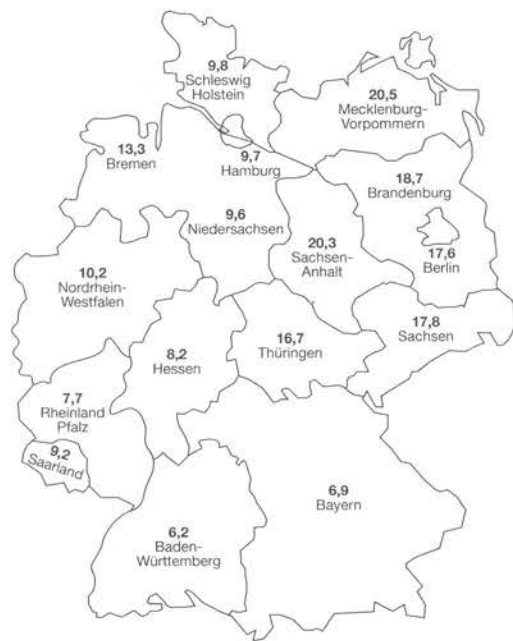 9,8
Schleswig
Holstein
20,5
Mecklenburg-
Vorpommern
13,3
Bremen
9,7
Hamburg
18,7
Brandenburg
9,6
Niedersachsen
20,3
Sachsen-
Anhalt
17,6
Berlin
10,2
Nordrhein-
Westfalen
17,8
Sachsen
16,7
Thüringen
8,2
Hessen
7,7
Rheinland
Pfalz
9,2
Saarland
6,9
Bayern
6,2
Baden-
Württemberg